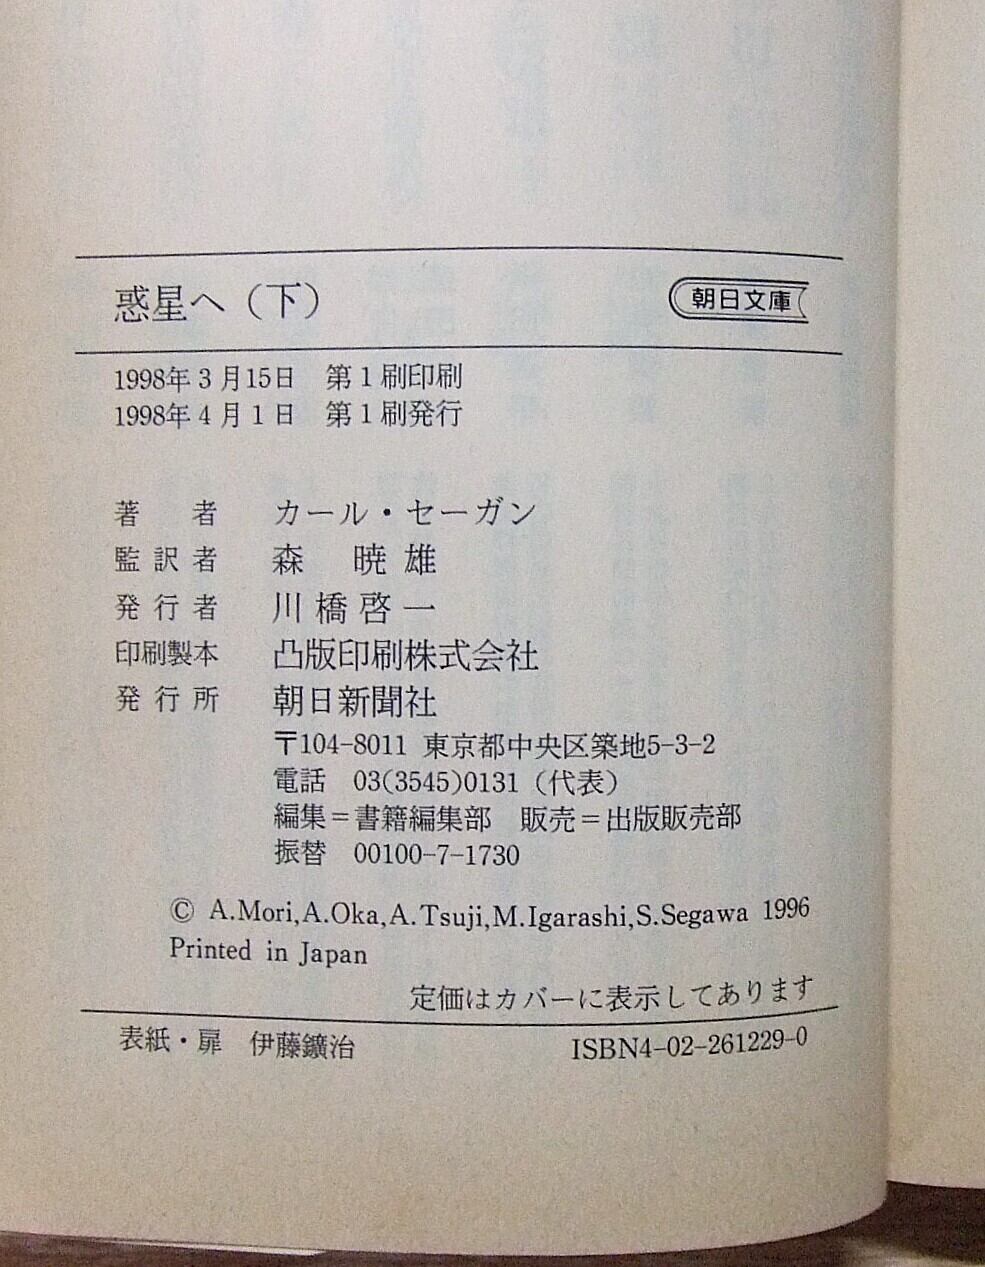 惑星へ（下）
朝日文庫
1998年3月15日　第1刷印刷
1998年4月1日　第1刷発行
著　者　カール・セーガン
監訳者　森　暁雄
発行者　川橋啓一
印刷製本　凸版印刷株式会社
発行所　朝日新聞社
〒104-8011 東京都中央区築地5-3-2
電話　03(3545)0131（代表）
編集＝書籍編集部　販売＝出版販売部
振替　00100-7-1730
© A.Mori,A.Oka,A.Tsuji,M.Igarashi,S.Segawa 1996
Printed in Japan
定価はカバーに表示してあります
表紙・扉　伊藤鑛治
ISBN4-02-261229-0